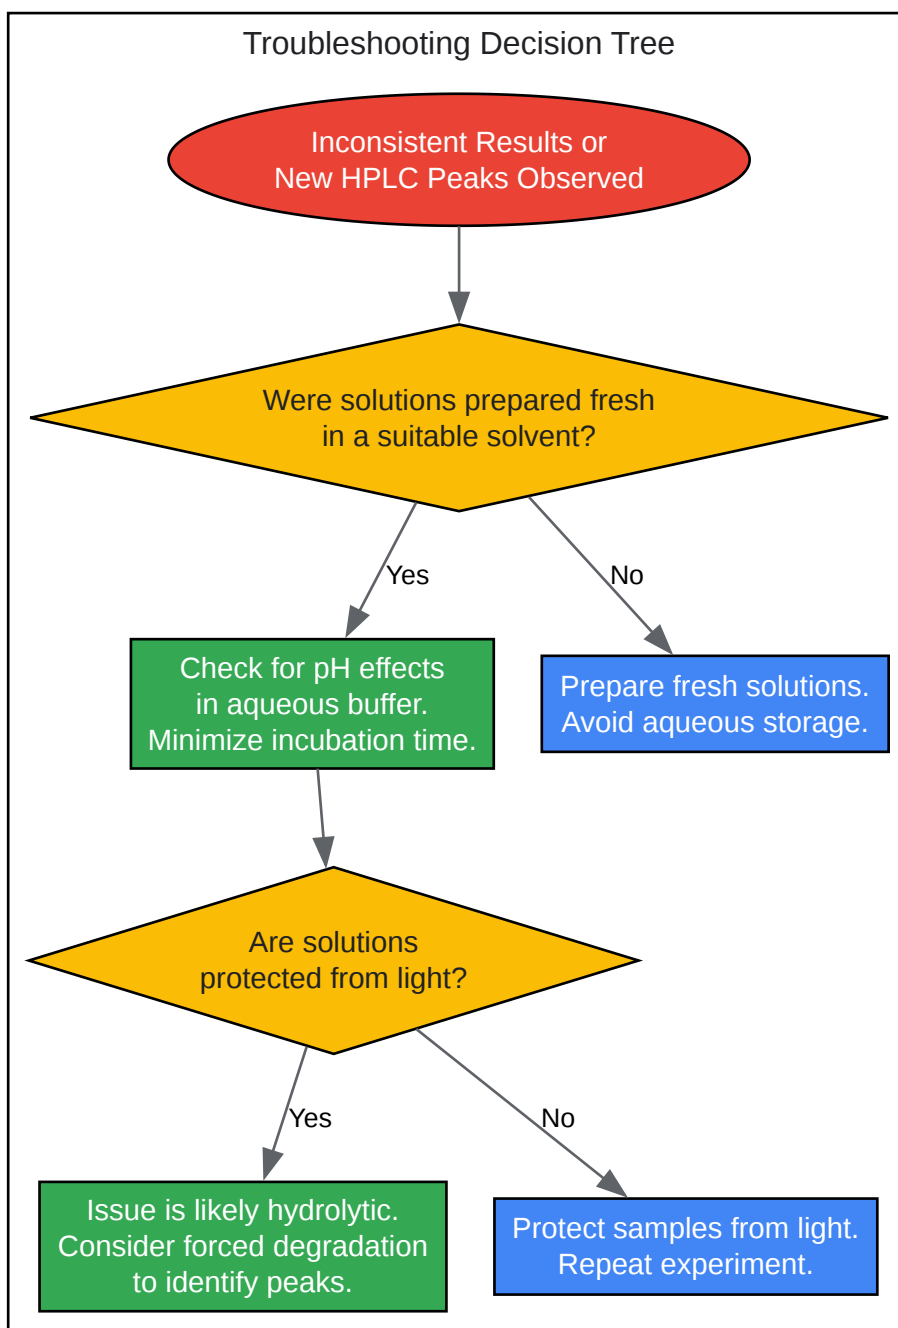 Troubleshooting Decision Tree
Inconsistent Results or
New HPLC Peaks Observed
Were solutions prepared fresh
in a suitable solvent?
Yes
No
Check for pH effects
in aqueous buffer.
Minimize incubation time.
Prepare fresh solutions.
Avoid aqueous storage.
Are solutions
protected from light?
Yes
No
Issue is likely hydrolytic.
Consider forced degradation
to identify peaks.
Protect samples from light.
Repeat experiment.